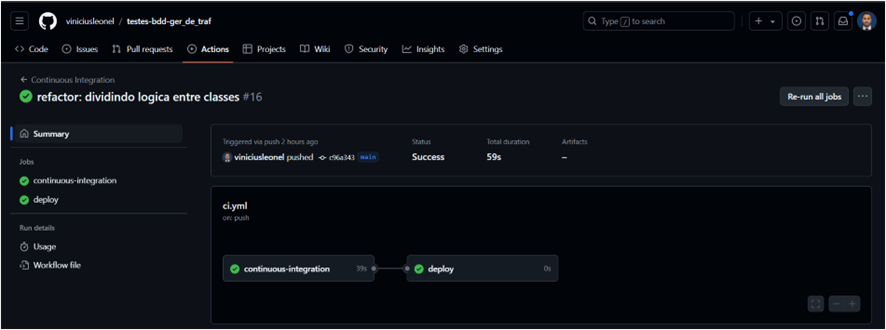 viniciusleonel / testes-bdd-ger_de_traf
Type / to search
Code Issues Pull requests Actions Projects Wiki Security Insights Settings
Continuous Integration
refactor: dividindo logica entre classes #16
Re-run all jobs
Summary
Jobs
continuous-integration
deploy
Run details
Usage
Workflow file
Triggered via push 2 hours ago
viniciusleonel pushed c96a343 main
Status
Success
Total duration
59s
Artifacts
–
ci.yml
on: push
continuous-integration 39s
deploy 0s